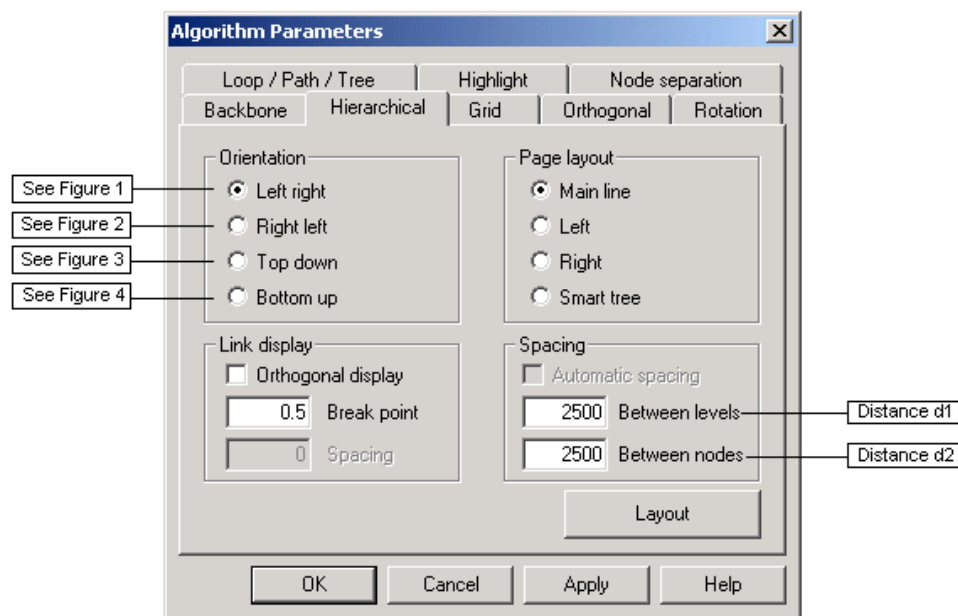 Algorithm Parameters
Loop / Path / Tree Highlight Node separation
Backbone Hierarchical Grid Orthogonal Rotation
Orientation
See Figure 1 Left right
See Figure 2 Right left
See Figure 3 Top down
See Figure 4 Bottom up
Page layout
Main line
Left
Right
Smart tree
Link display
Orthogonal display
0.5 Break point
0 Spacing
Spacing
Automatic spacing
2500 Between levels Distance d1
2500 Between nodes Distance d2
Layout
OK Cancel Apply Help